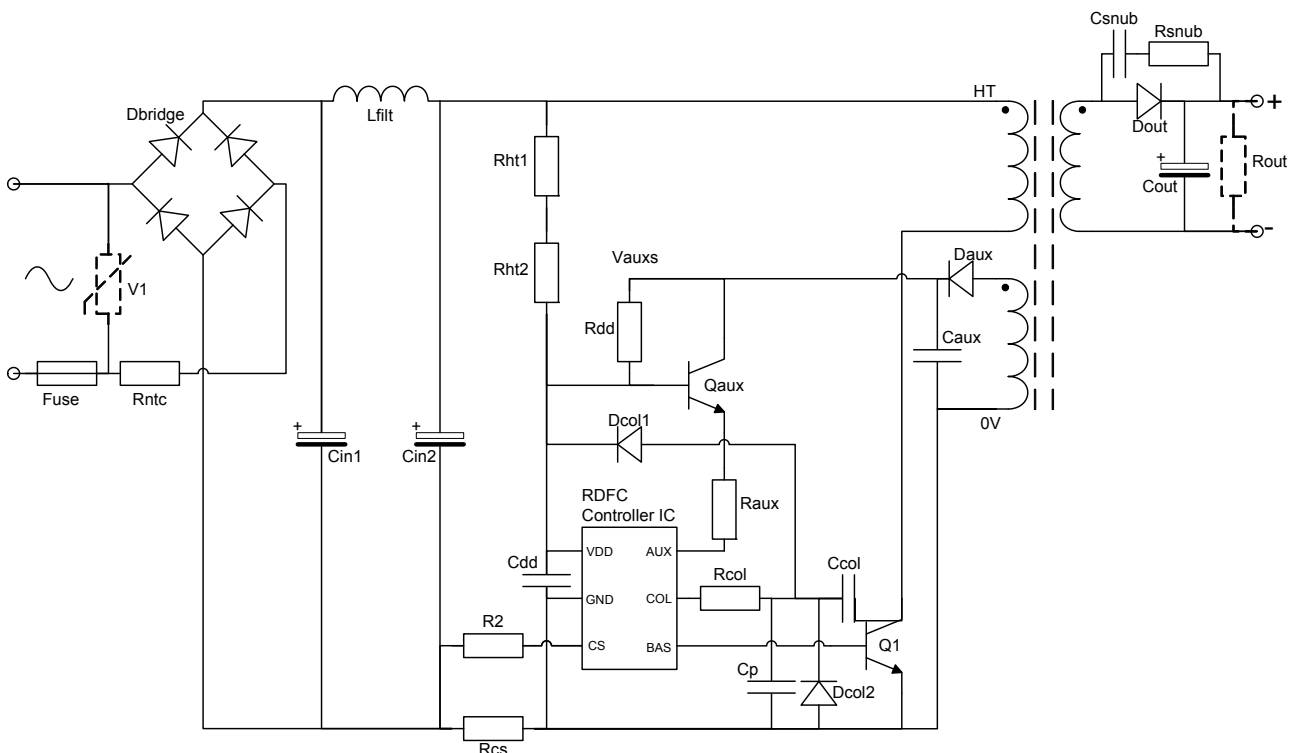 Csnub
Rsnub
Dbridge
HT
+
Lfilt
Dout
Rht1
+
Cout
Rout
-
Rht2
Vauxs
Daux
V1
Rdd
Caux
Qaux
Fuse
Rntc
Dcol1
0V
+
Cin1
+
Cin2
RDFC
Controller IC
Raux
VDD
AUX
Cdd
Ccol
Rcol
GND
COL
R2
CS
BAS
Q1
Cp
Dcol2
Rcs